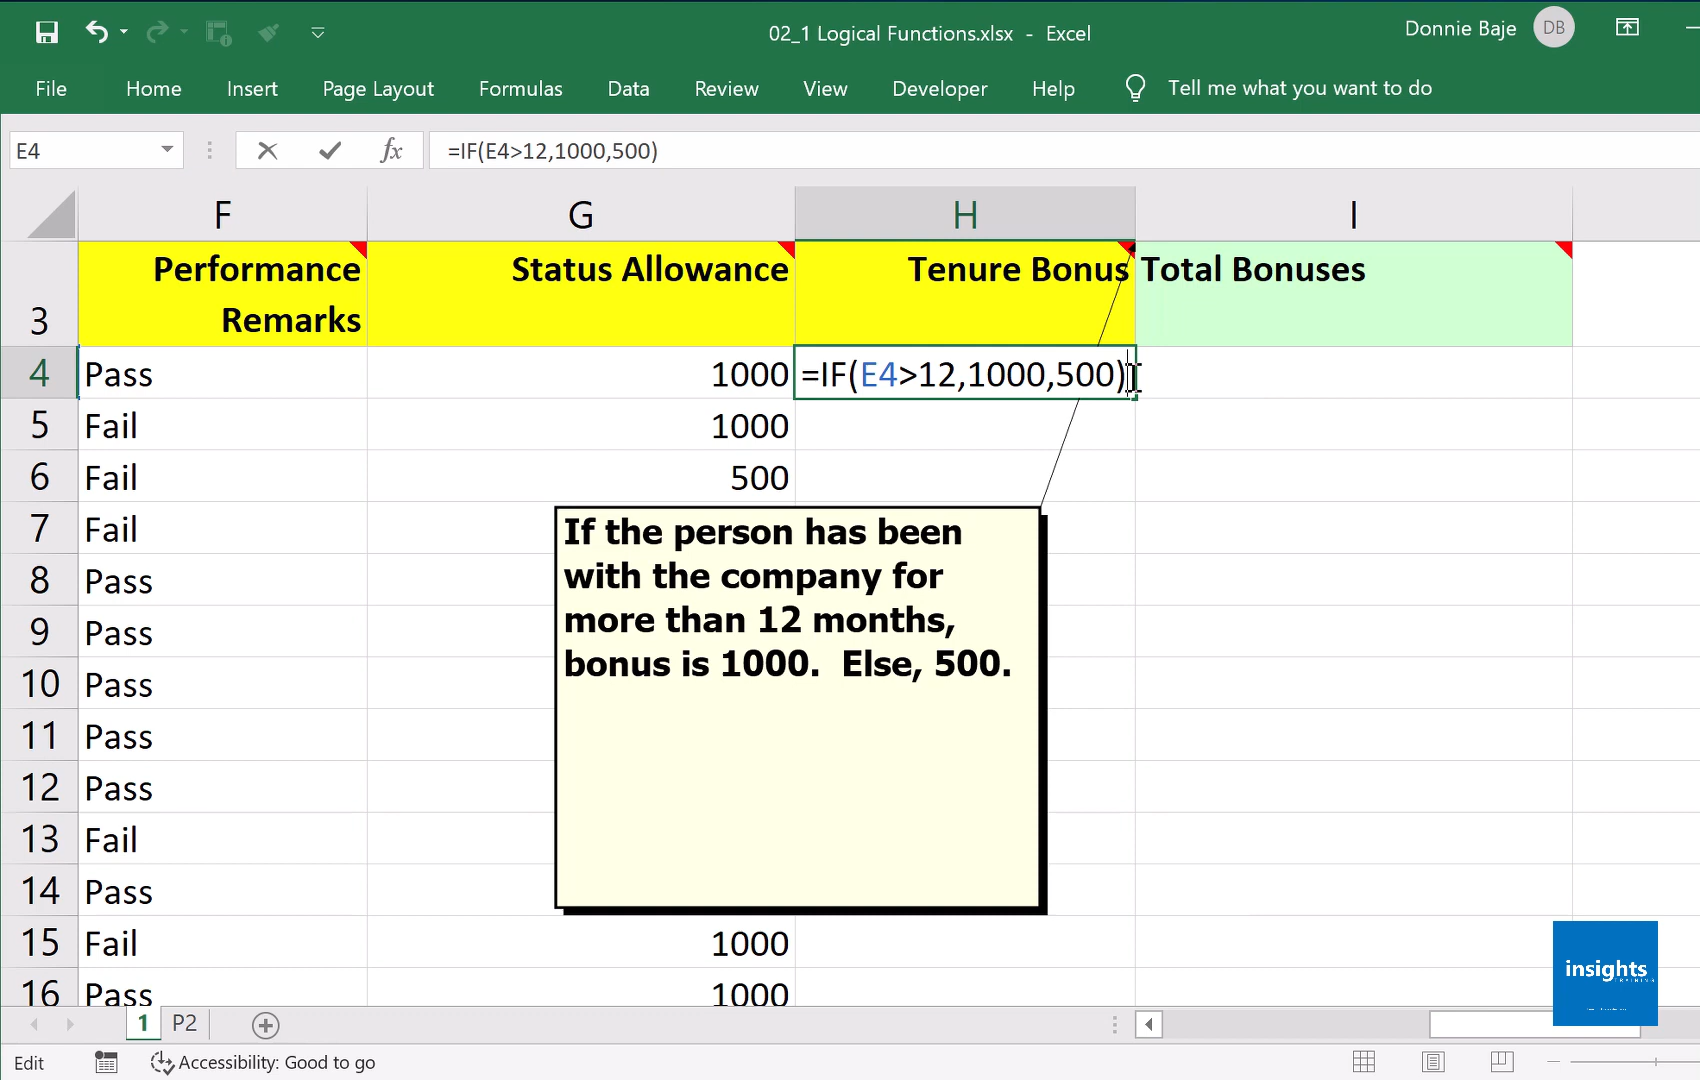 02_1 Logical Functions.xlsx - Excel
Donnie Baje DB
File Home Insert Page Layout Formulas Data Review View Developer Help Tell me what you want to do
E4 fx =IF(E4>12,1000,500)
F G H I
3 Performance Remarks Status Allowance Tenure Bonus Total Bonuses
4 Pass 1000 =IF(E4>12,1000,500)
5 Fail 1000
6 Fail 500
7 Fail
8 Pass
9 Pass
10 Pass
11 Pass
12 Pass
13 Fail
14 Pass
15 Fail 1000
16 Pass 1000
If the person has been
with the company for
more than 12 months,
bonus is 1000. Else, 500.
insights
1 P2
Edit Accessibility: Good to go